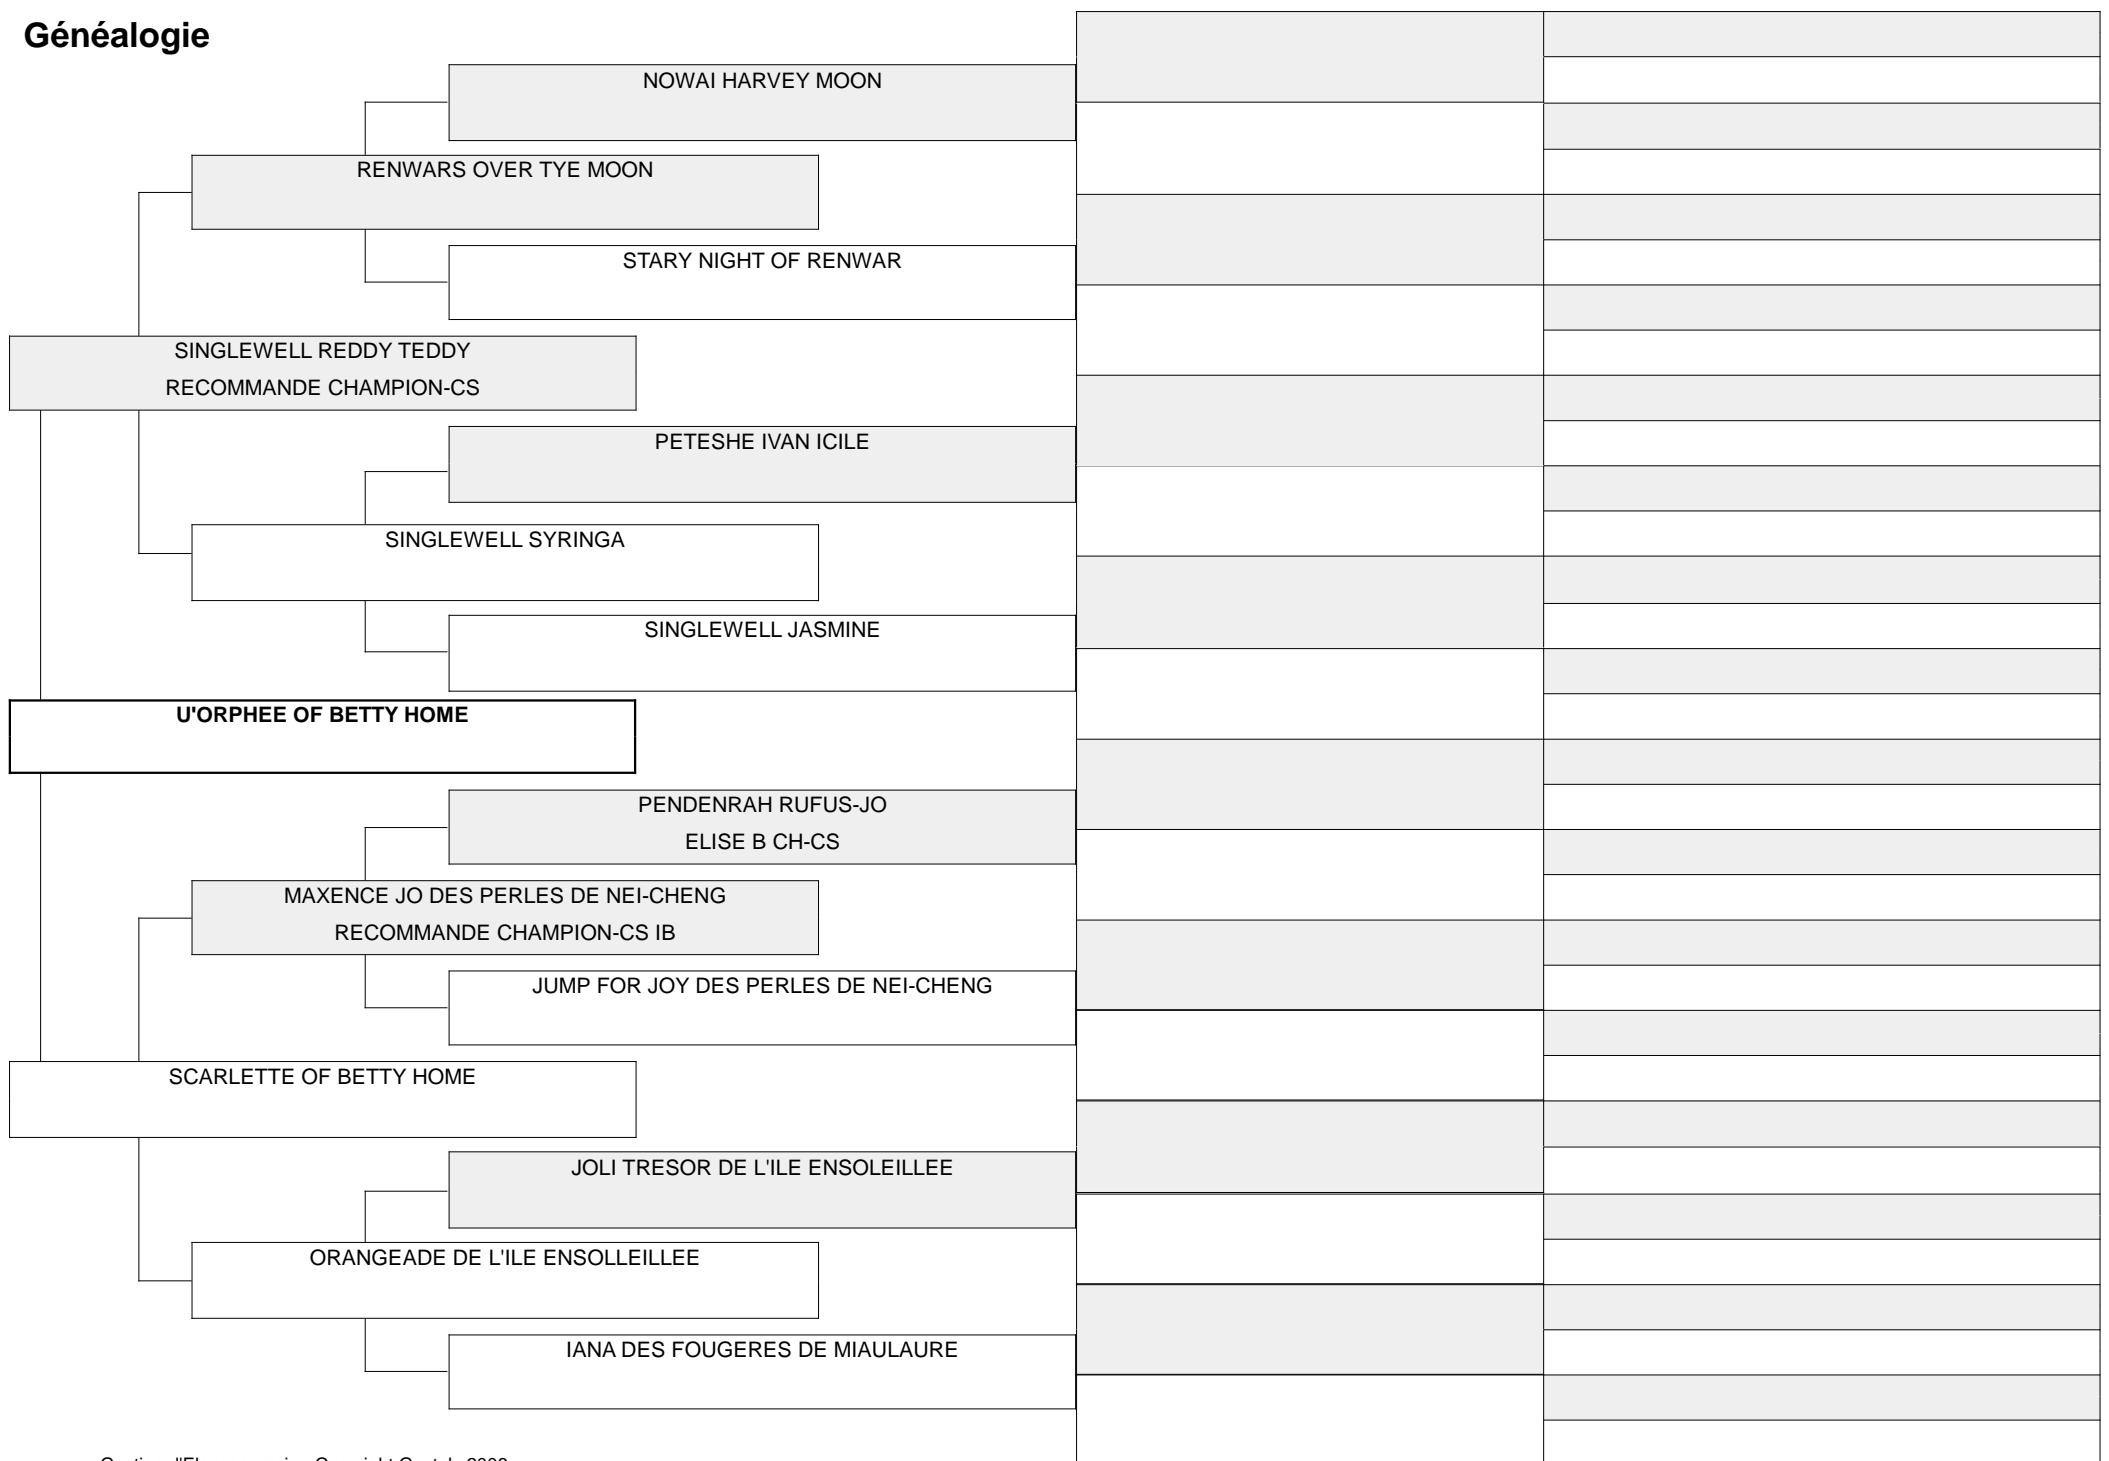 Généalogie
NOWAI HARVEY MOON
RENWARS OVER TYE MOON
STARY NIGHT OF RENWAR
SINGLEWELL REDDY TEDDY
RECOMMANDE CHAMPION-CS
PETESHE IVAN ICILE
SINGLEWELL SYRINGA
SINGLEWELL JASMINE
U'ORPHEE OF BETTY HOME
PENDENRAH RUFUS-JO
ELISE B CH-CS
MAXENCE JO DES PERLES DE NEI-CHENG
RECOMMANDE CHAMPION-CS IB
JUMP FOR JOY DES PERLES DE NEI-CHENG
SCARLETTE OF BETTY HOME
JOLI TRESOR DE L'ILE ENSOLEILLEE
ORANGEADE DE L'ILE ENSOLLEILLEE
IANA DES FOUGERES DE MIAULAURE